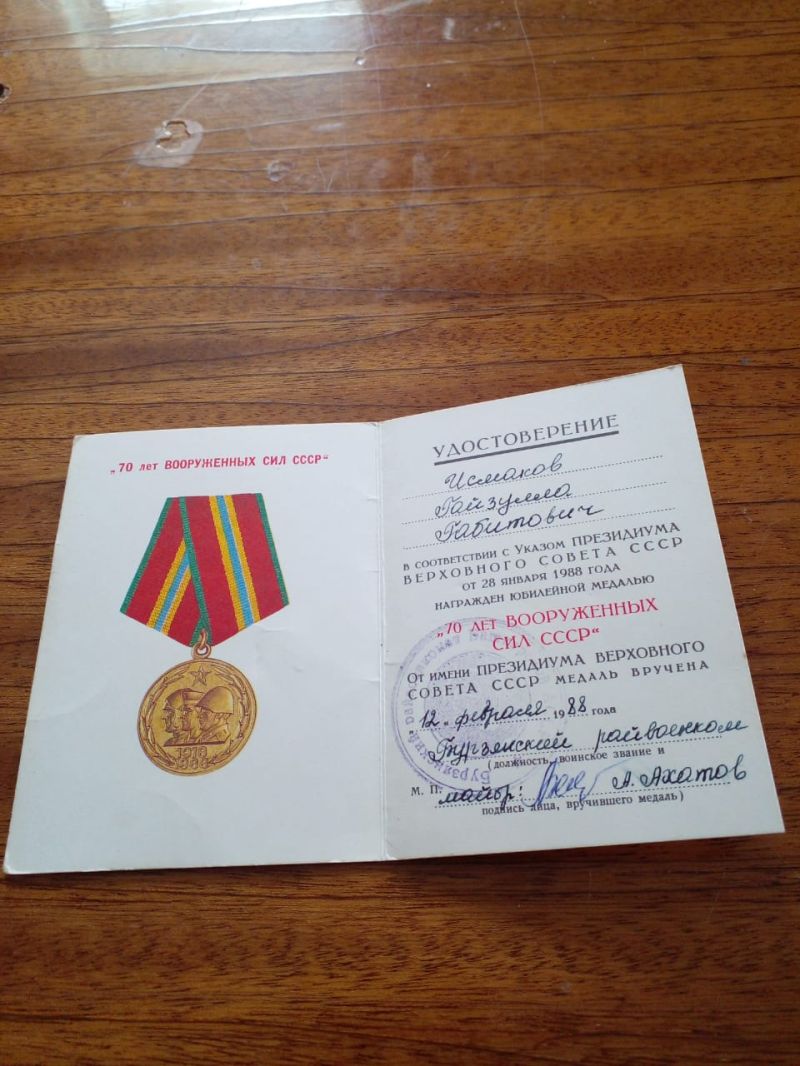 „70 лет ВООРУЖЕННЫХ СИЛ СССР“
1918
1988
УДОСТОВЕРЕНИЕ
Исмаков
Гайзулла
Габитович
в соответствии с Указом ПРЕЗИДИУМА
ВЕРХОВНОГО СОВЕТА СССР
от 28 ЯНВАРЯ 1988 ГОДА
НАГРАЖДЕН ЮБИЛЕЙНОЙ МЕДАЛЬЮ
„70 ЛЕТ ВООРУЖЕННЫХ
СИЛ СССР“
От имени ПРЕЗИДИУМА ВЕРХОВНОГО
СОВЕТА СССР МЕДАЛЬ ВРУЧЕНА
12 февраля 1988 года
Бурзянский райвоенком
(должность, воинское звание и
М. П. майор: А. Ахатов
подпись лица, вручившего медаль)